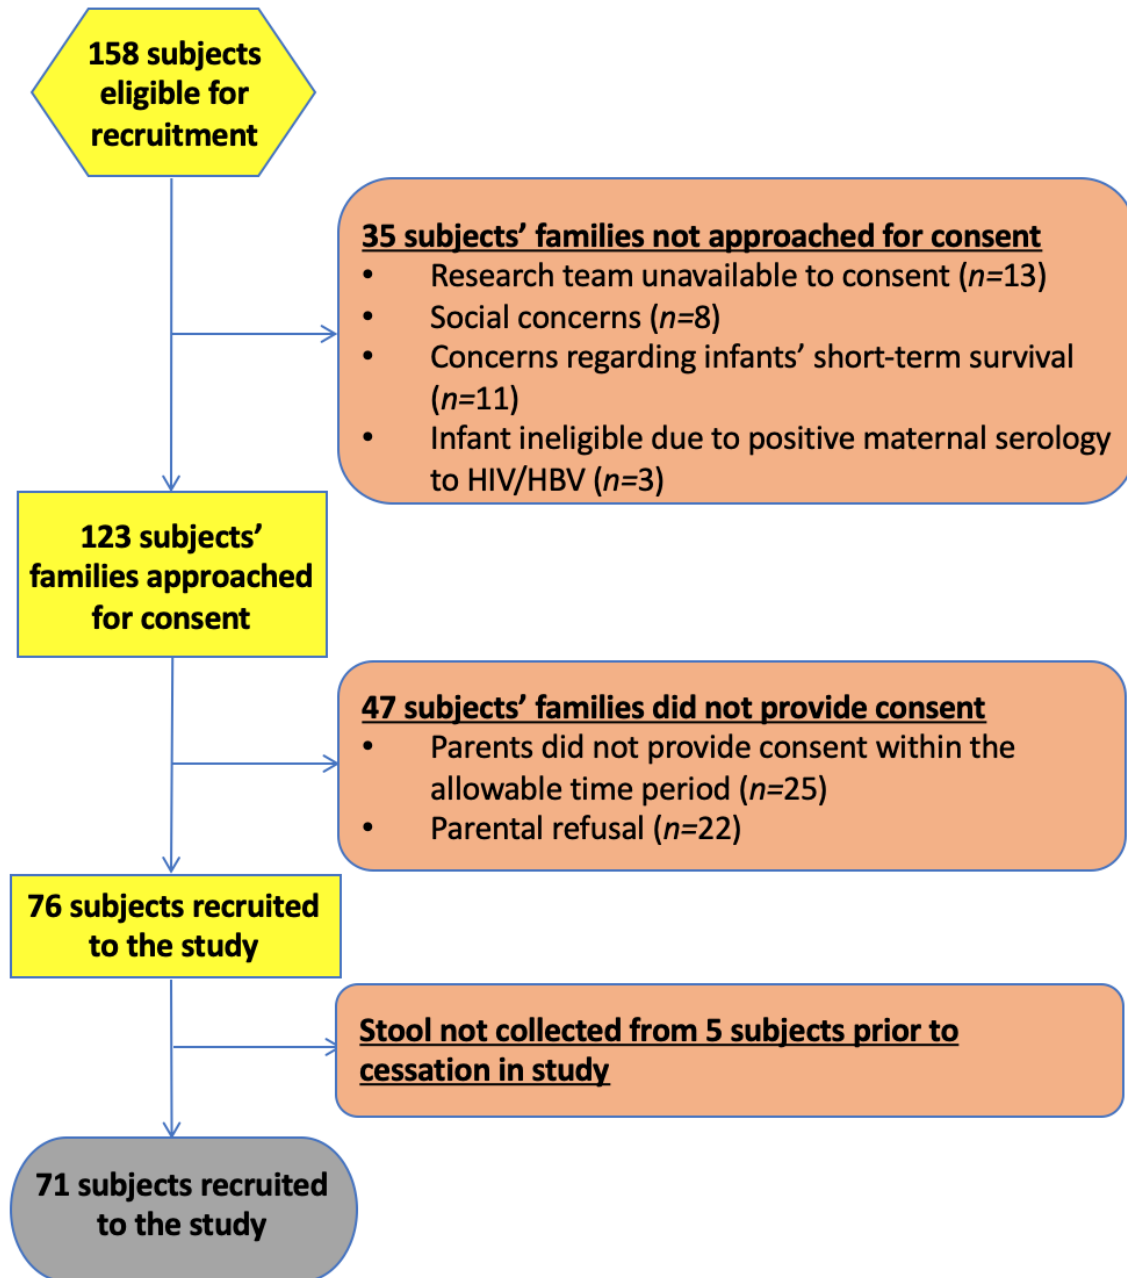 158 subjects
eligible for
recruitment
35 subjects’ families not approached for consent
• Research team unavailable to consent (n=13)
• Social concerns (n=8)
• Concerns regarding infants’ short-term survival
(n=11)
• Infant ineligible due to positive maternal serology
to HIV/HBV (n=3)
123 subjects’
families approached
for consent
47 subjects’ families did not provide consent
• Parents did not provide consent within the
allowable time period (n=25)
• Parental refusal (n=22)
76 subjects recruited
to the study
Stool not collected from 5 subjects prior to
cessation in study
71 subjects recruited
to the study